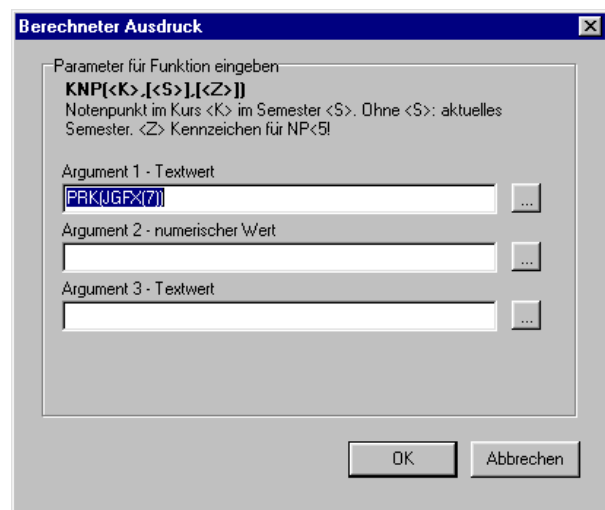 Berechneter Ausdruck
Parameter für Funktion eingeben
KNP(<K>,[<S>],[<Z>])
Notenpunkt im Kurs <K> im Semester <S>. Ohne <S>: aktuelles
Semester. <Z> Kennzeichen für NP<5!
Argument 1 - Textwert
PRK(JGFX(7))
...
Argument 2 - numerischer Wert
...
Argument 3 - Textwert
...
OK
Abbrechen